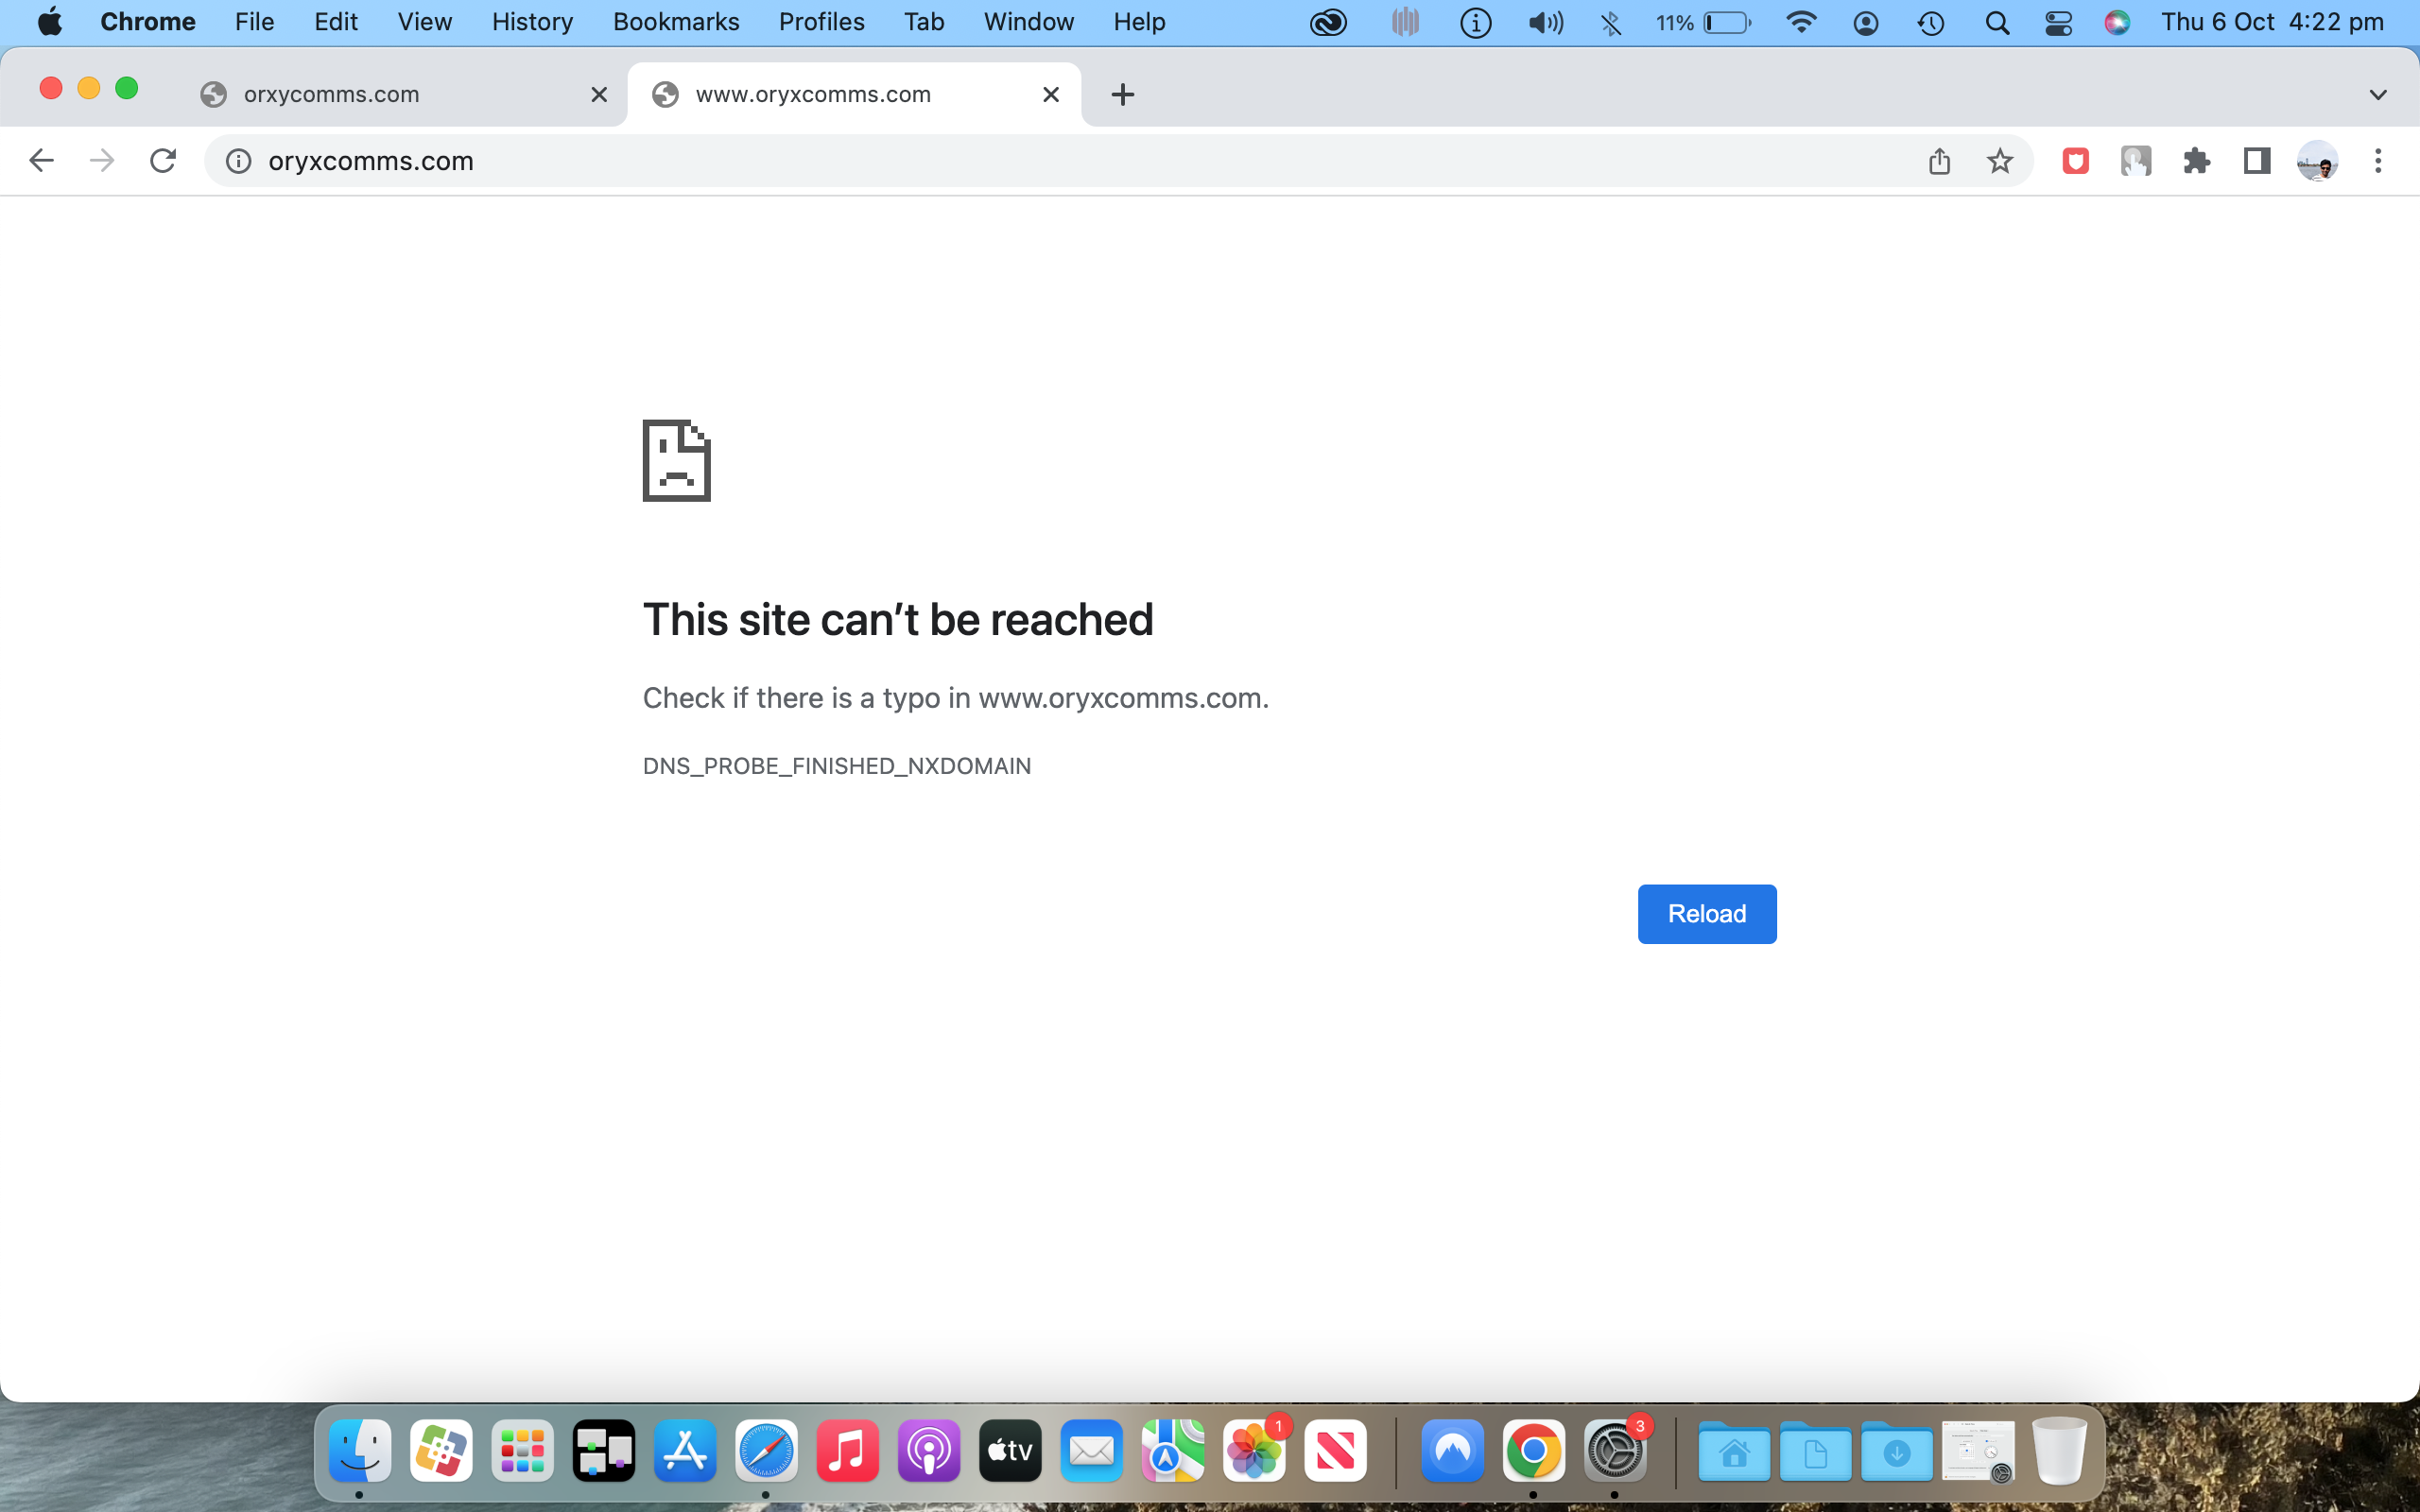 Chrome File Edit View History Bookmarks Profiles Tab Window Help 11% Thu 6 Oct 4:22 pm
orxycomms.com www.oryxcomms.com
oryxcomms.com
This site can't be reached
Check if there is a typo in www.oryxcomms.com.
DNS_PROBE_FINISHED_NXDOMAIN
Reload
tv 1 3